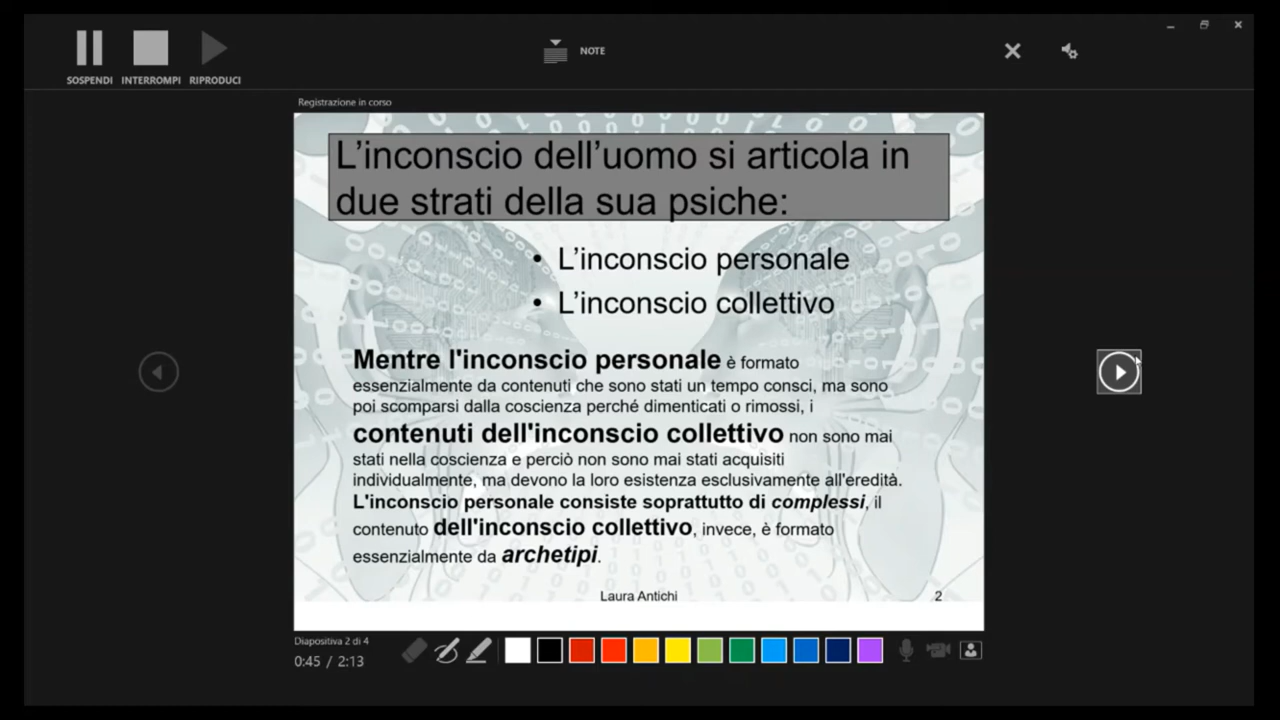 NOTE
SOSPENDI INTERROMPI RIPRODUCI
Registrazione in corso
L'inconscio dell'uomo si articola in
due strati della sua psiche:
• L'inconscio personale
• L'inconscio collettivo
Mentre l'inconscio personale è formato
essenzialmente da contenuti che sono stati un tempo consci, ma sono
poi scomparsi dalla coscienza perché dimenticati o rimossi, i
contenuti dell'inconscio collettivo non sono mai
stati nella coscienza e perciò non sono mai stati acquisiti
individualmente, ma devono la loro esistenza esclusivamente all'eredità.
L'inconscio personale consiste soprattutto di complessi, il
contenuto dell'inconscio collettivo, invece, è formato
essenzialmente da archetipi.
Laura Antichi 2
Diapositiva 2 di 4
0:45 / 2:13